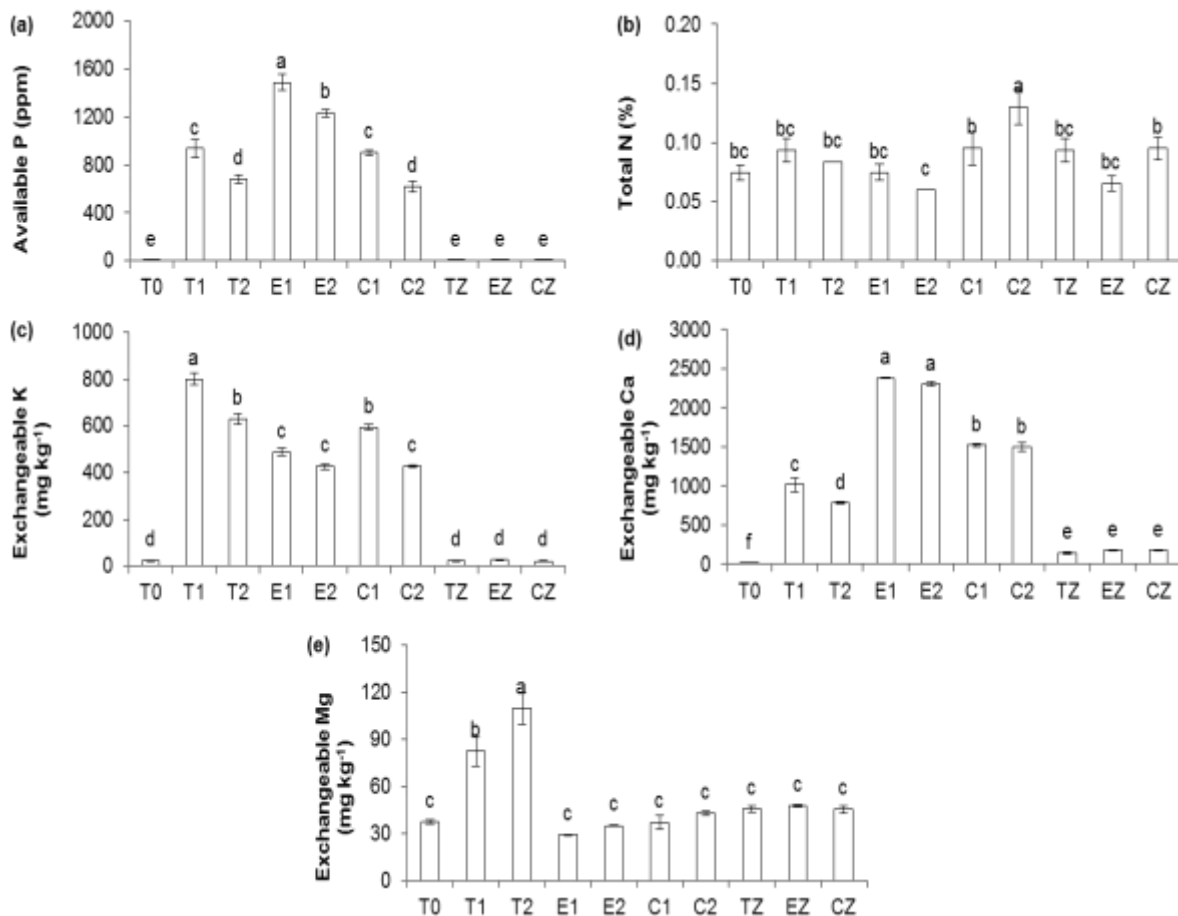 (a)
Available P (ppm)
2000
1600
1200
800
400
0
e
c
d
a
b
c
d
e
e
e
T0 T1 T2 E1 E2 C1 C2 TZ EZ CZ
(b)
Total N (%)
0.20
0.15
0.10
0.05
0.00
bc
bc
bc
bc
c
b
a
bc
bc
b
T0 T1 T2 E1 E2 C1 C2 TZ EZ CZ
(c)
Exchangeable K
(mg kg-1)
1000
800
600
400
200
0
d
a
b
c
c
b
c
d
d
d
T0 T1 T2 E1 E2 C1 C2 TZ EZ CZ
(d)
Exchangeable Ca
(mg kg-1)
3000
2500
2000
1500
1000
500
0
f
c
d
a
a
b
b
e
e
e
T0 T1 T2 E1 E2 C1 C2 TZ EZ CZ
(e)
Exchangeable Mg
(mg kg-1)
150
120
90
60
30
0
c
b
a
c
c
c
c
c
c
c
T0 T1 T2 E1 E2 C1 C2 TZ EZ CZ